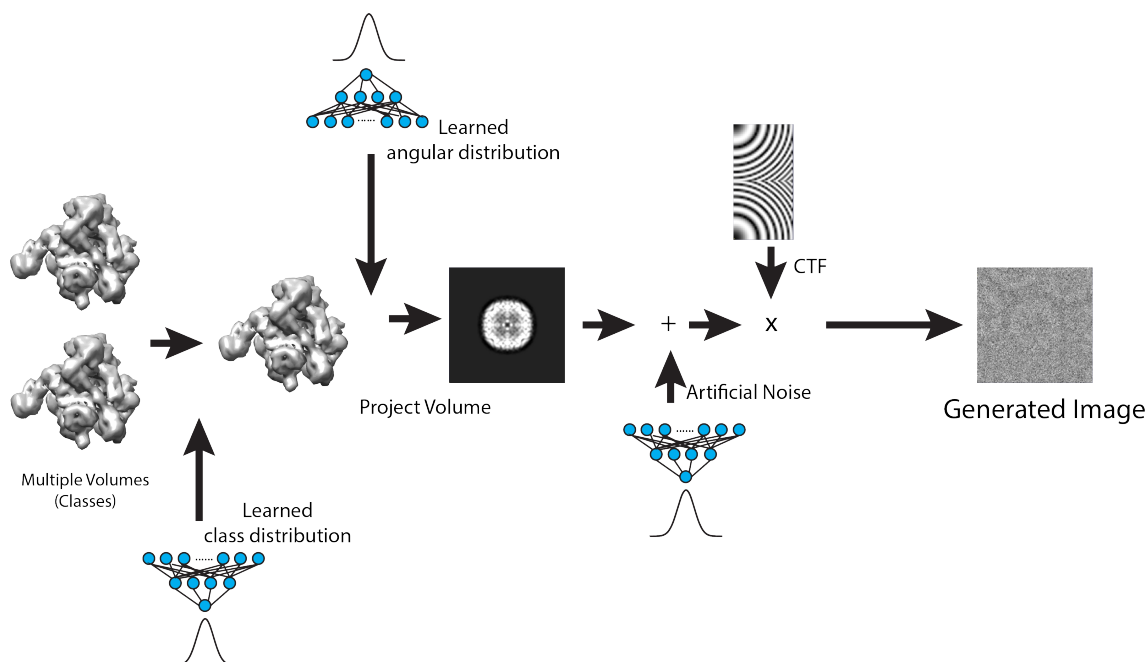 Learned
angular distribution
CTF
+
x
Project Volume
Artificial Noise
Generated Image
Multiple Volumes
(Classes)
Learned
class distribution